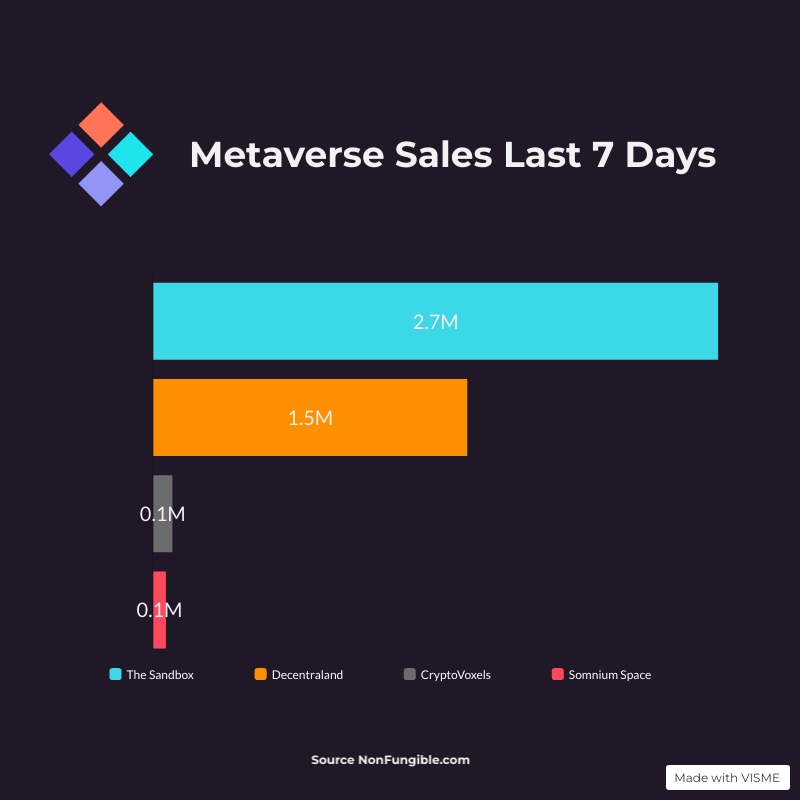 Metaverse Sales Last 7 Days
2.7M
1.5M
0.1M
0.1M
The Sandbox Decentraland CryptoVoxels Somnium Space
Source NonFungible.com
Made with VISME